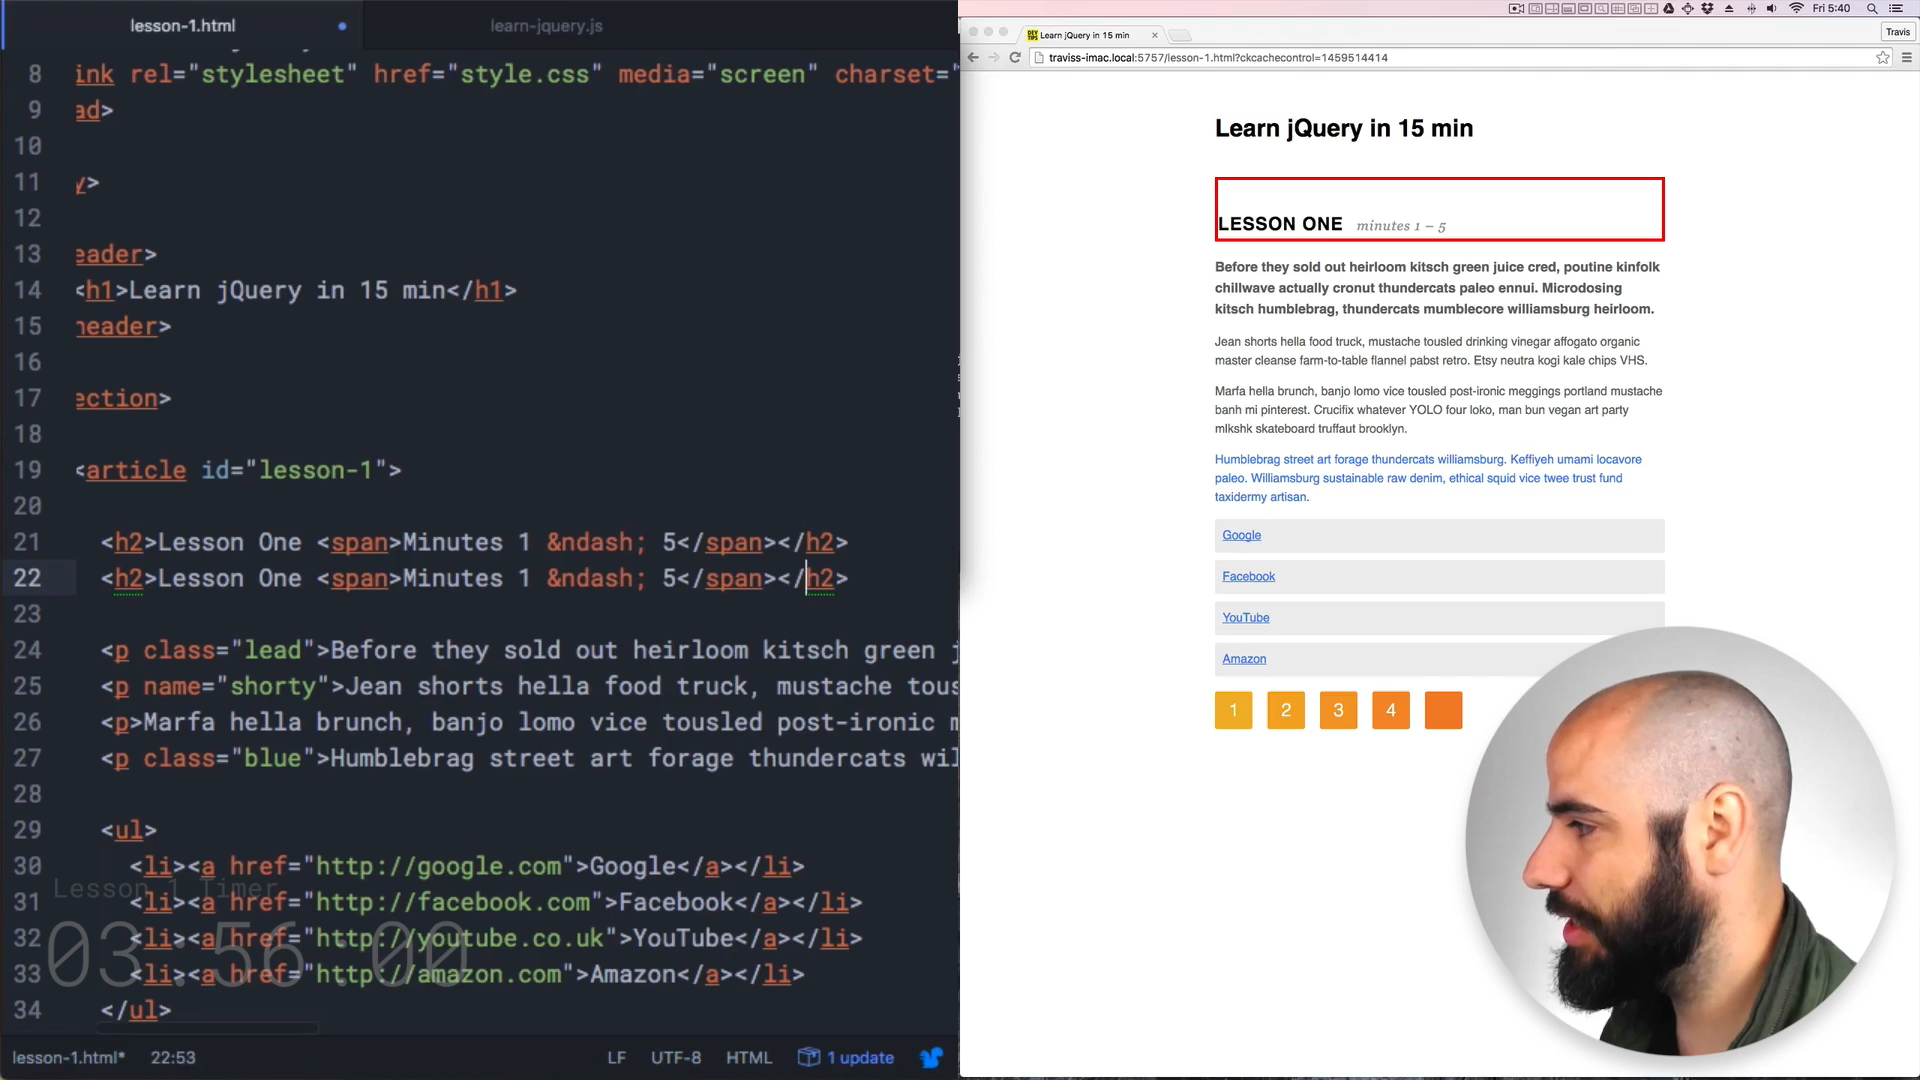 lesson-1.html
learn-jquery.js
8 ink rel="stylesheet" href="style.css" media="screen" charset="
9 ad>
10
11 y>
12
13 eader>
14 <h1>Learn jQuery in 15 min</h1>
15 header>
16
17 ection>
18
19 <article id="lesson-1">
20
21 <h2>Lesson One <span>Minutes 1 &ndash; 5</span></h2>
22 <h2>Lesson One <span>Minutes 1 &ndash; 5</span></h2>
23
24 <p class="lead">Before they sold out heirloom kitsch green j
25 <p name="shorty">Jean shorts hella food truck, mustache tous
26 <p>Marfa hella brunch, banjo lomo vice tousled post-ironic m
27 <p class="blue">Humblebrag street art forage thundercats wil
28
29 <ul>
30 <li><a href="http://google.com">Google</a></li>
31 <li><a href="http://facebook.com">Facebook</a></li>
32 <li><a href="http://youtube.co.uk">YouTube</a></li>
33 <li><a href="http://amazon.com">Amazon</a></li>
34 </ul>
Lesson 1 Timer
03:56:00
lesson-1.html* 22:53 LF UTF-8 HTML 1 update
Fri 5:40
DEV TIPS
Learn jQuery in 15 min
Travis
traviss-imac.local:5757/lesson-1.html?ckcachecontrol=1459514414
Learn jQuery in 15 min
LESSON ONE minutes 1 – 5
Before they sold out heirloom kitsch green juice cred, poutine kinfolk
chillwave actually cronut thundercats paleo ennui. Microdosing
kitsch humblebrag, thundercats mumblecore williamsburg heirloom.
Jean shorts hella food truck, mustache tousled drinking vinegar affogato organic
master cleanse farm-to-table flannel pabst retro. Etsy neutra kogi kale chips VHS.
Marfa hella brunch, banjo lomo vice tousled post-ironic meggings portland mustache
banh mi pinterest. Crucifix whatever YOLO four loko, man bun vegan art party
mlkshk skateboard truffaut brooklyn.
Humblebrag street art forage thundercats williamsburg. Keffiyeh umami locavore
paleo. Williamsburg sustainable raw denim, ethical squid vice twee trust fund
taxidermy artisan.
Google
Facebook
YouTube
Amazon
1 2 3 4